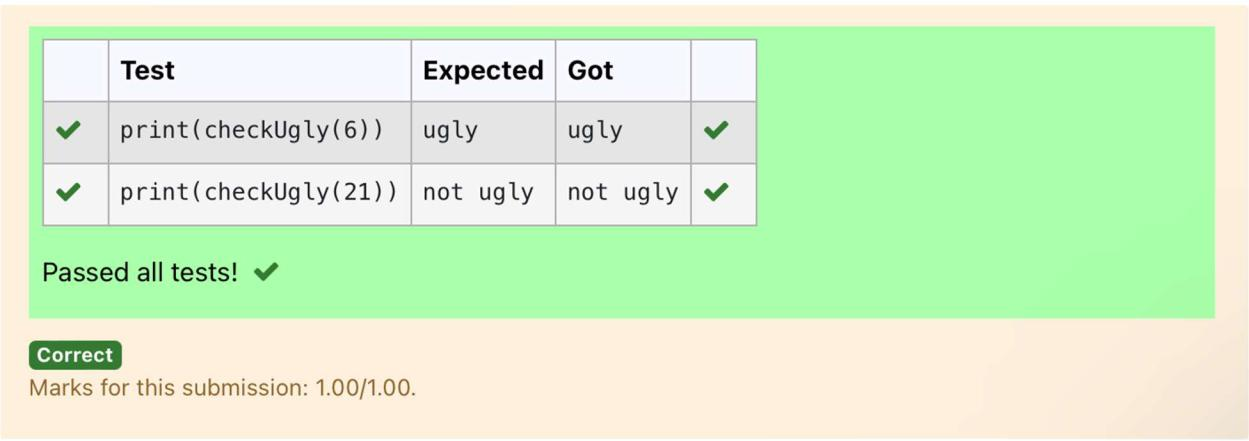 Test Expected Got
print(checkUgly(6)) ugly ugly
print(checkUgly(21)) not ugly not ugly
Passed all tests!
Correct
Marks for this submission: 1.00/1.00.